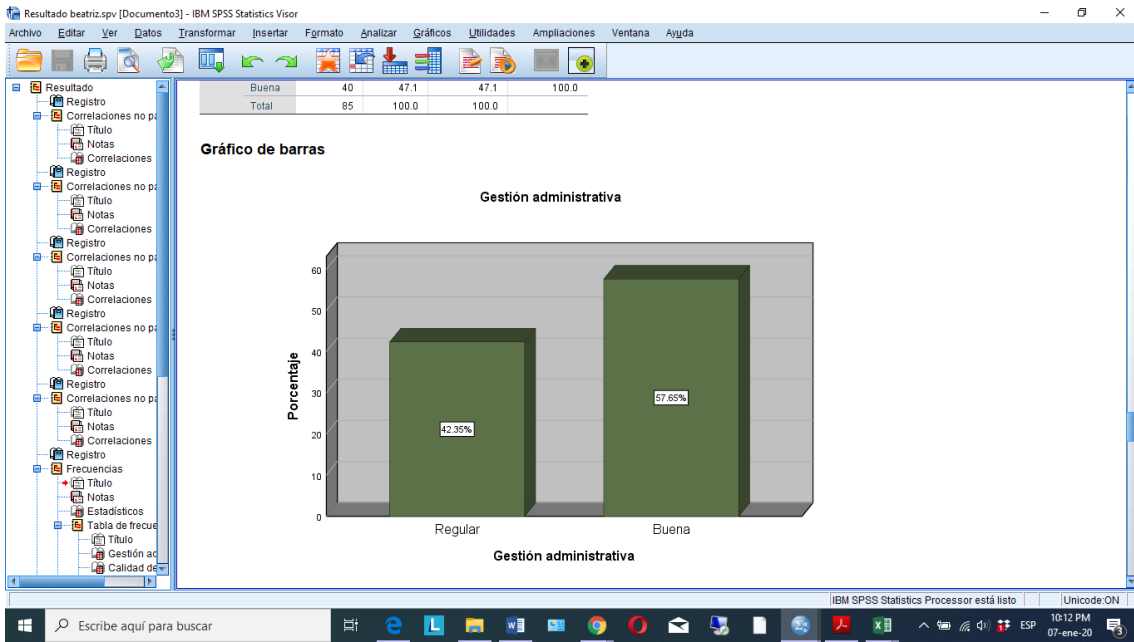 Resultado beatriz.spv [Documento3] - IBM SPSS Statistics Visor
Archivo Editar Ver Datos Transformar Insertar Formato Analizar Gráficos Utilidades Ampliaciones Ventana Ayuda
Resultado
Registro
Correlaciones no pa
Título
Notas
Correlaciones
Registro
Correlaciones no pa
Título
Notas
Correlaciones
Registro
Correlaciones no pa
Título
Notas
Correlaciones
Registro
Correlaciones no pa
Título
Notas
Correlaciones
Registro
Correlaciones no pa
Título
Notas
Correlaciones
Registro
Frecuencias
Título
Notas
Estadísticos
Tabla de frecue
Título
Gestión ad
Calidad de
Buena 40 47.1 47.1 100.0
Total 85 100.0 100.0
Gráfico de barras
Gestión administrativa
Porcentaje
60
50
40
30
20
10
0
42.35%
57.65%
Regular Buena
Gestión administrativa
IBM SPSS Statistics Processor está listo Unicode:ON
Escribe aquí para buscar
ESP
10:12 PM
07-ene-20
3